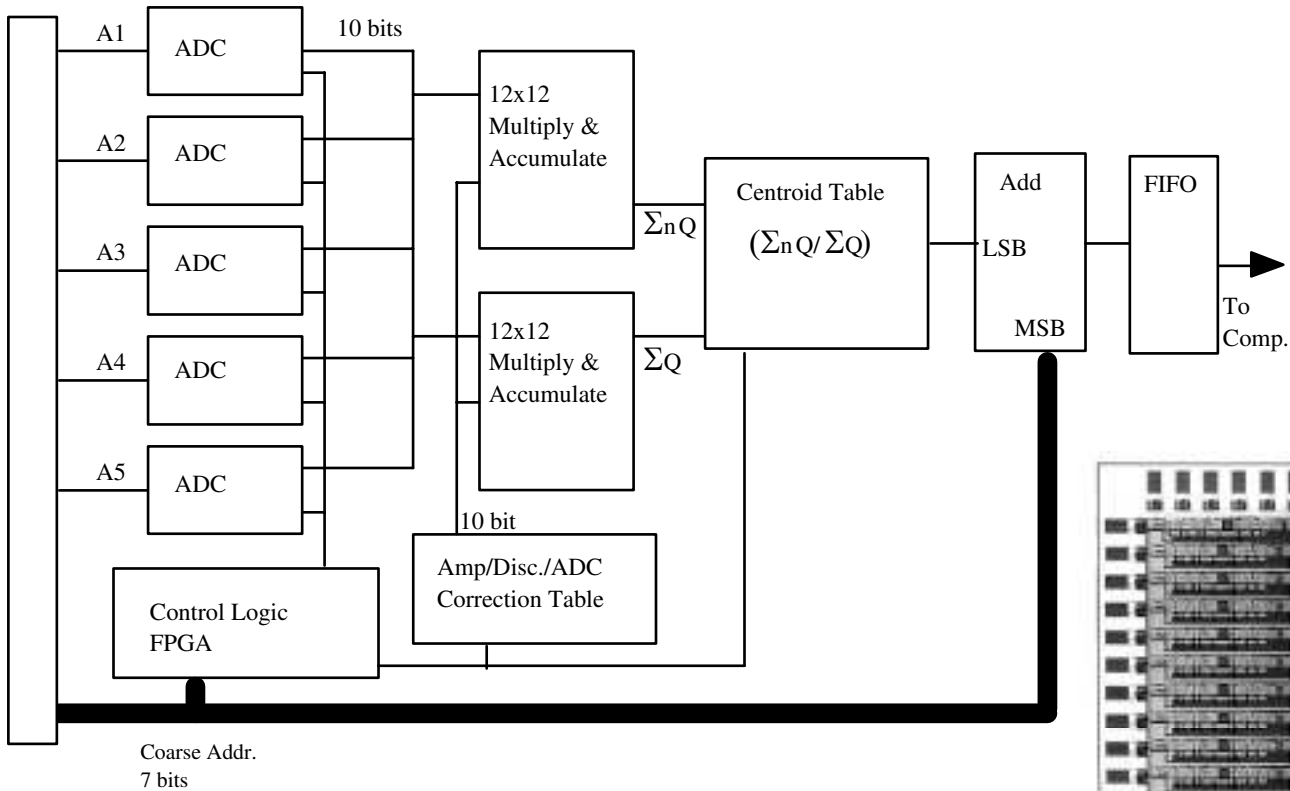 A1
ADC
10 bits
A2
ADC
A3
ADC
A4
ADC
A5
ADC
12x12
Multiply &
Accumulate
ΣnQ
12x12
Multiply &
Accumulate
ΣQ
Centroid Table
(ΣnQ/ΣQ)
Add
LSB
MSB
FIFO
To
Comp.
10 bit
Amp/Disc./ADC
Correction Table
Control Logic
FPGA
Coarse Addr.
7 bits